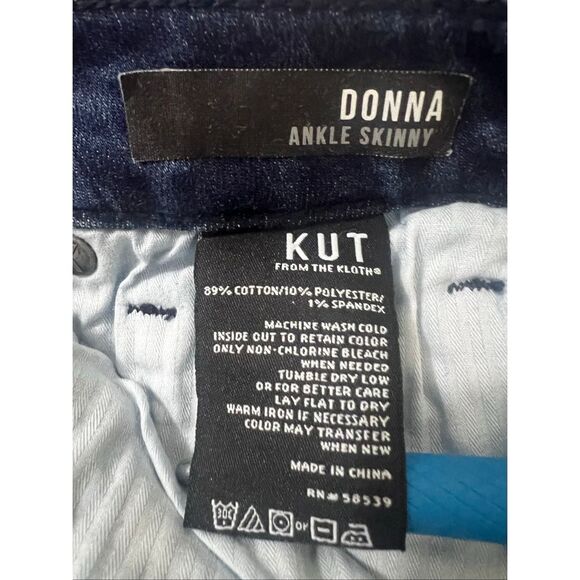 DONNA
ANKLE SKINNY
KUT
FROM THE KLOTH®
89% COTTON/10% POLYESTER/
1% SPANDEX
MACHINE WASH COLD
INSIDE OUT TO RETAIN COLOR
ONLY NON-CHLORINE BLEACH
WHEN NEEDED
TUMBLE DRY LOW
OR FOR BETTER CARE
LAY FLAT TO DRY
WARM IRON IF NECESSARY
COLOR MAY TRANSFER
WHEN NEW
MADE IN CHINA
RN# 58539
30C or